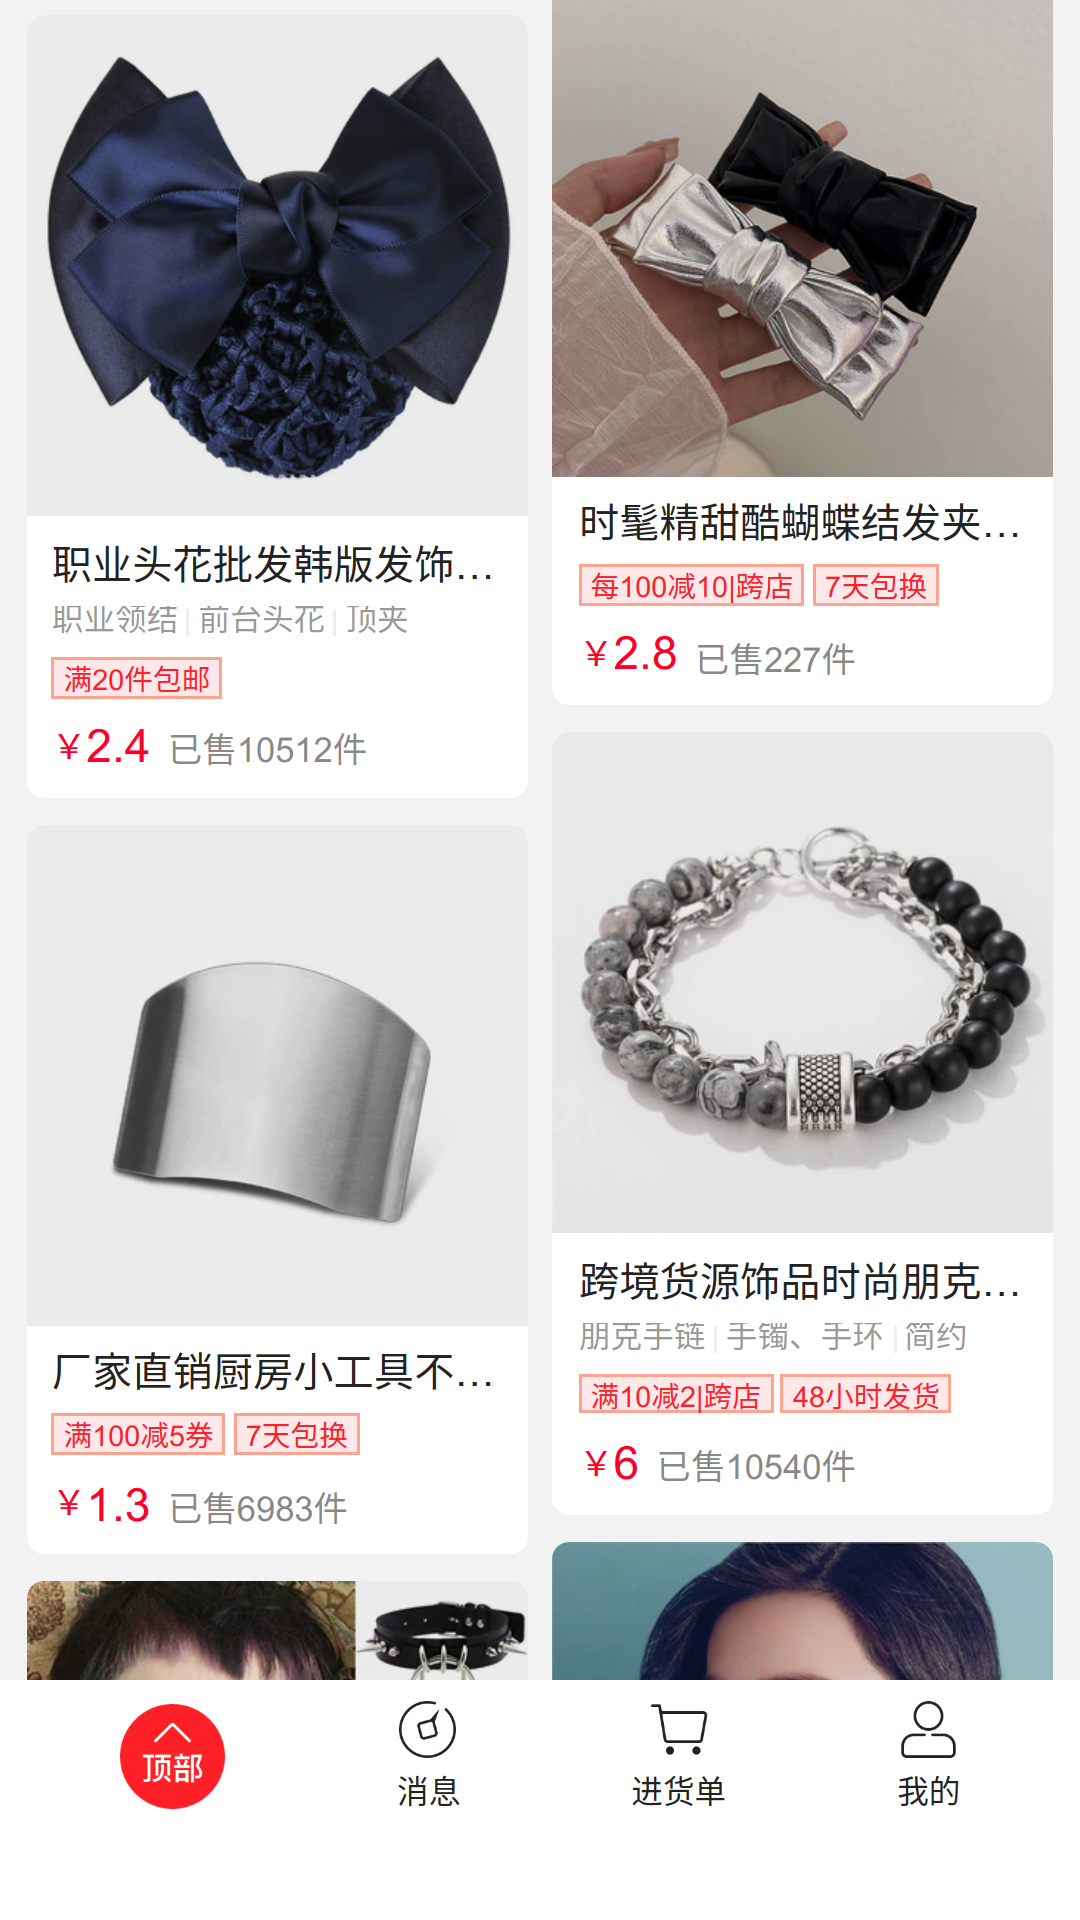 职业头花批发韩版发饰...
职业领结 前台头花 顶夹
满20件包邮
¥2.4 已售10512件
时髦精甜酷蝴蝶结发夹...
每100减10|跨店 7天包换
¥2.8 已售227件
厂家直销厨房小工具不...
满100减5券 7天包换
¥1.3 已售6983件
跨境货源饰品时尚朋克...
朋克手链 手镯、手环 简约
满10减2|跨店 48小时发货
¥6 已售10540件
顶部
消息
进货单
我的